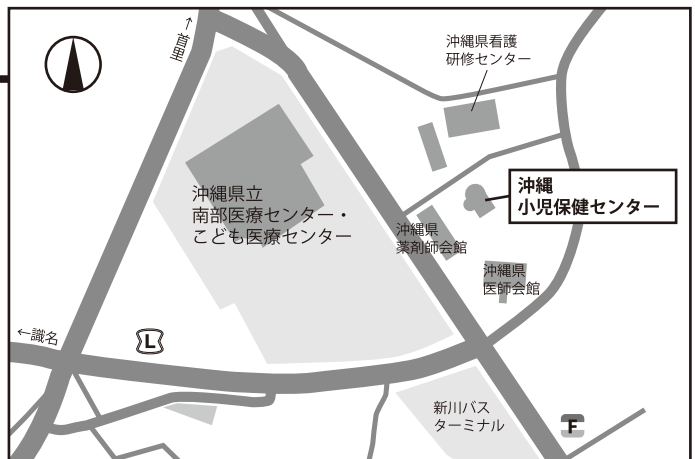 ↑首里
沖縄県看護
研修センター
沖縄
小児保健センター
沖縄県立
南部医療センター・
こども医療センター
沖縄県
薬剤師会館
沖縄県
医師会館
←識名
L
新川バス
ターミナル
F